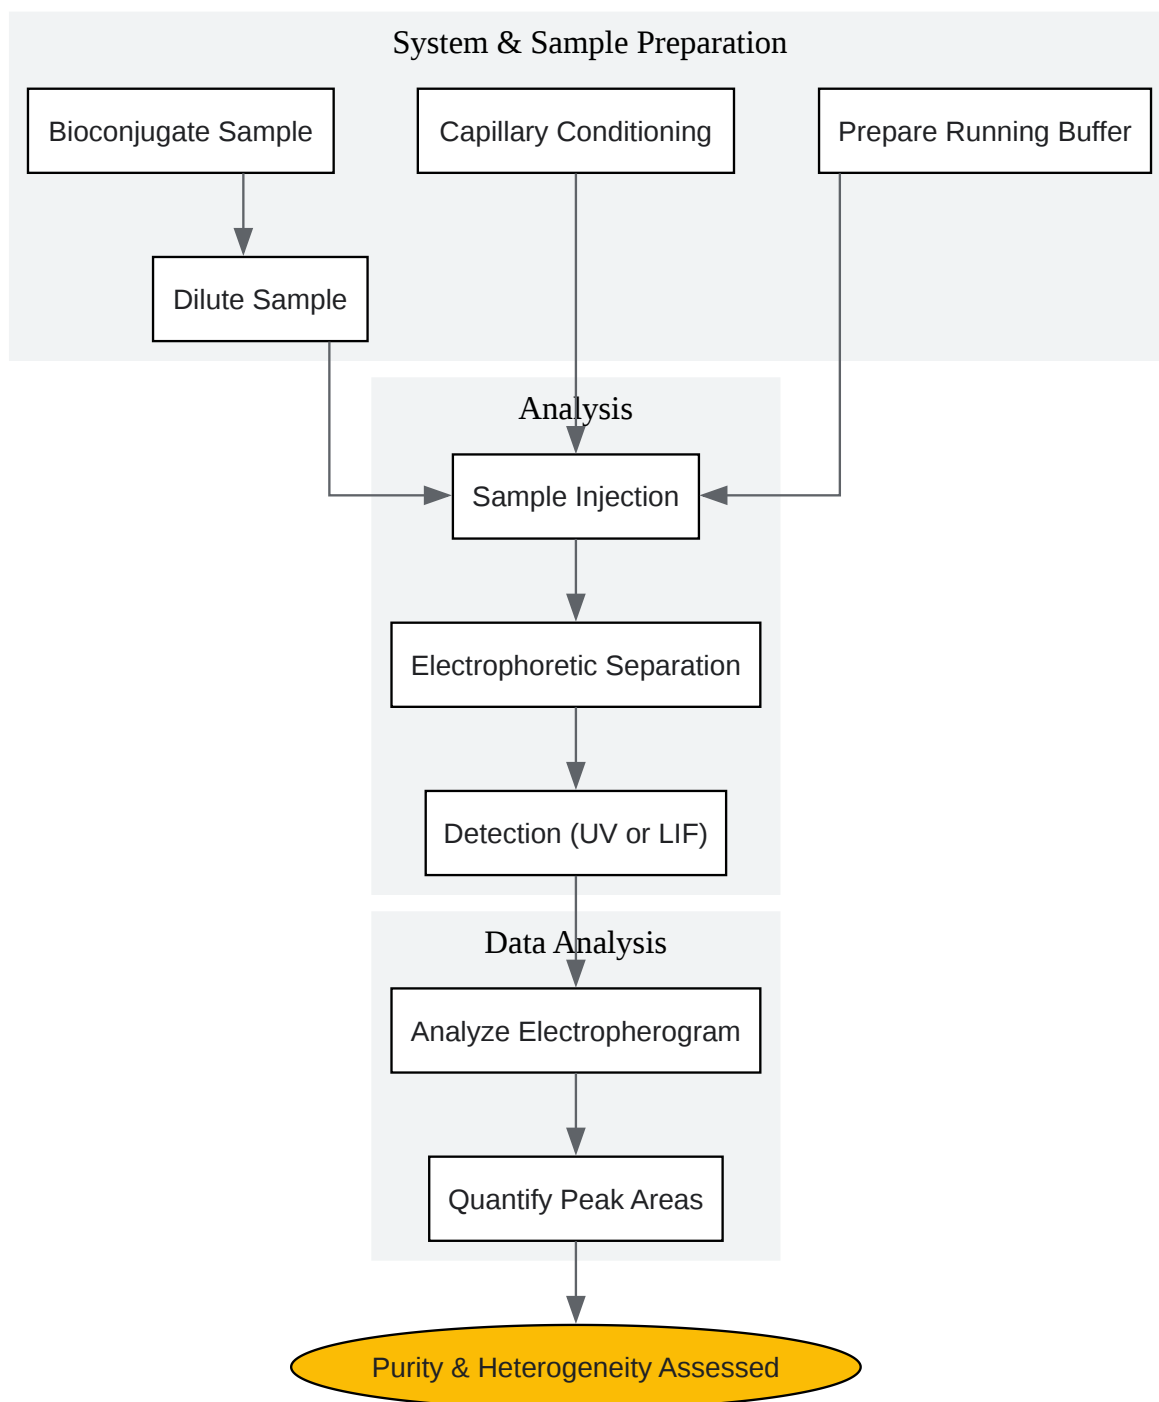 System & Sample Preparation
Bioconjugate Sample
Capillary Conditioning
Prepare Running Buffer
Dilute Sample
Analysis
Sample Injection
Electrophoretic Separation
Detection (UV or LIF)
Data Analysis
Analyze Electropherogram
Quantify Peak Areas
Purity & Heterogeneity Assessed